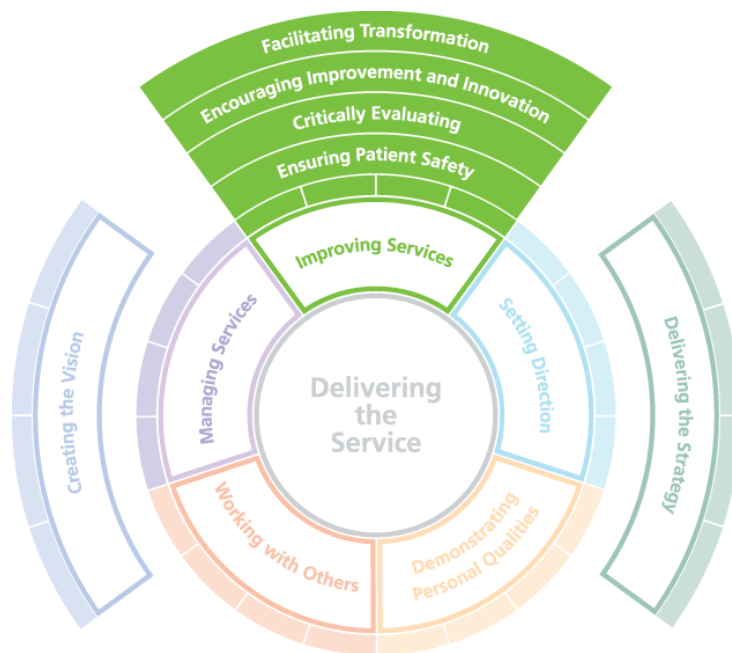 Facilitating Transformation
Encouraging Improvement and Innovation
Critically Evaluating
Ensuring Patient Safety
Improving Services
Creating the Vision
Managing Services
Delivering
the
Service
Setting Direction
Delivering the Strategy
Working with Others
Demonstrating
Personal Qualities